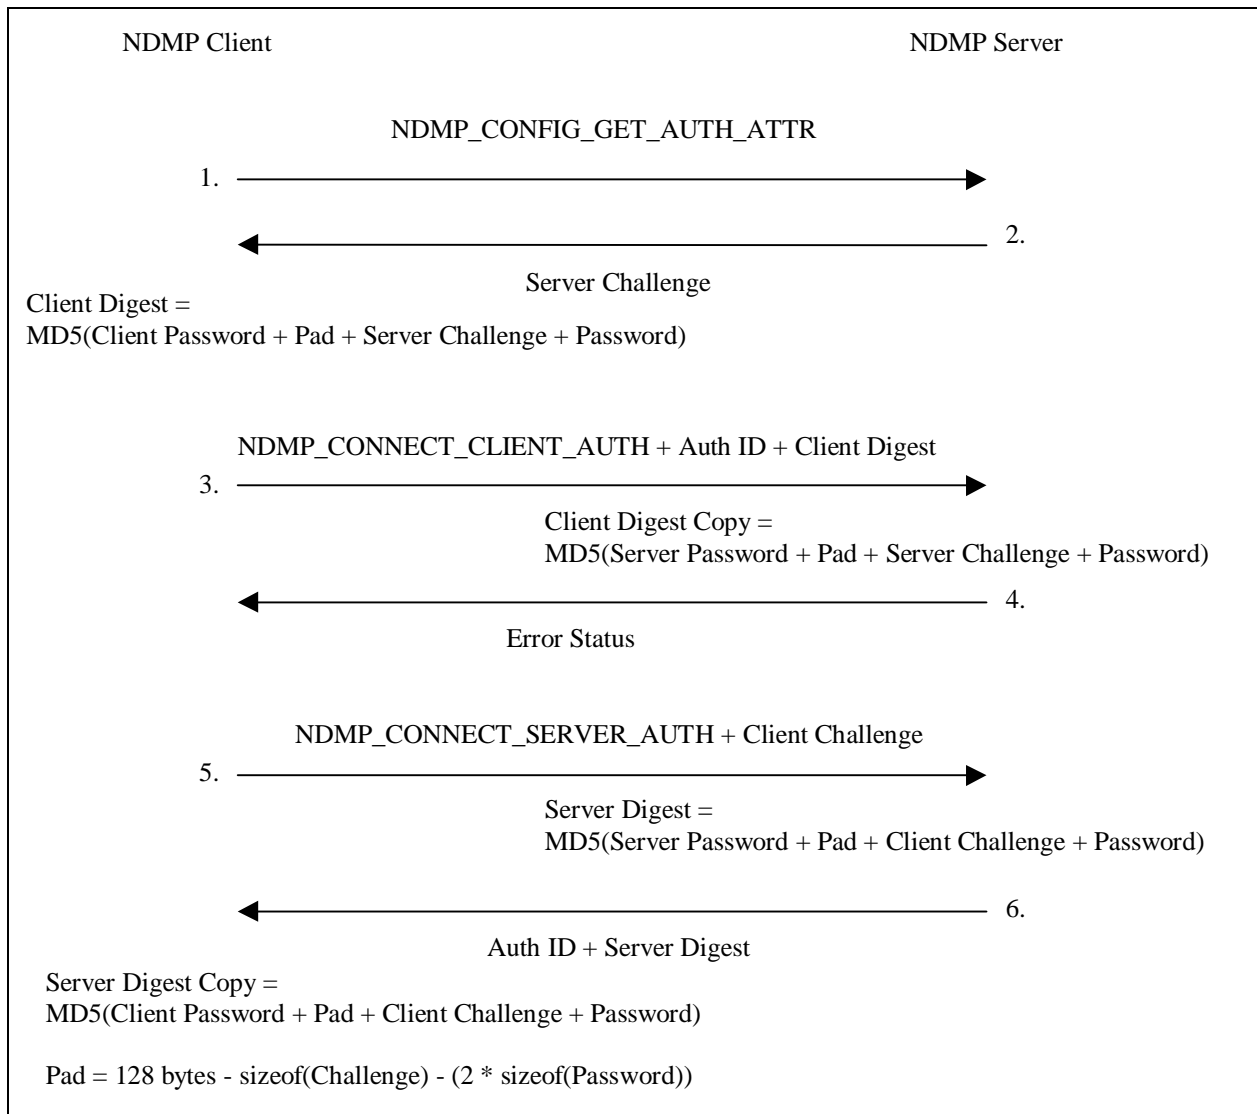 NDMP Client
NDMP Server
NDMP_CONFIG_GET_AUTH_ATTR
1.
2.
Server Challenge
Client Digest =
MD5(Client Password + Pad + Server Challenge + Password)
NDMP_CONNECT_CLIENT_AUTH + Auth ID + Client Digest
3.
Client Digest Copy =
MD5(Server Password + Pad + Server Challenge + Password)
4.
Error Status
NDMP_CONNECT_SERVER_AUTH + Client Challenge
5.
Server Digest =
MD5(Server Password + Pad + Client Challenge + Password)
6.
Auth ID + Server Digest
Server Digest Copy =
MD5(Client Password + Pad + Client Challenge + Password)
Pad = 128 bytes - sizeof(Challenge) - (2 * sizeof(Password))